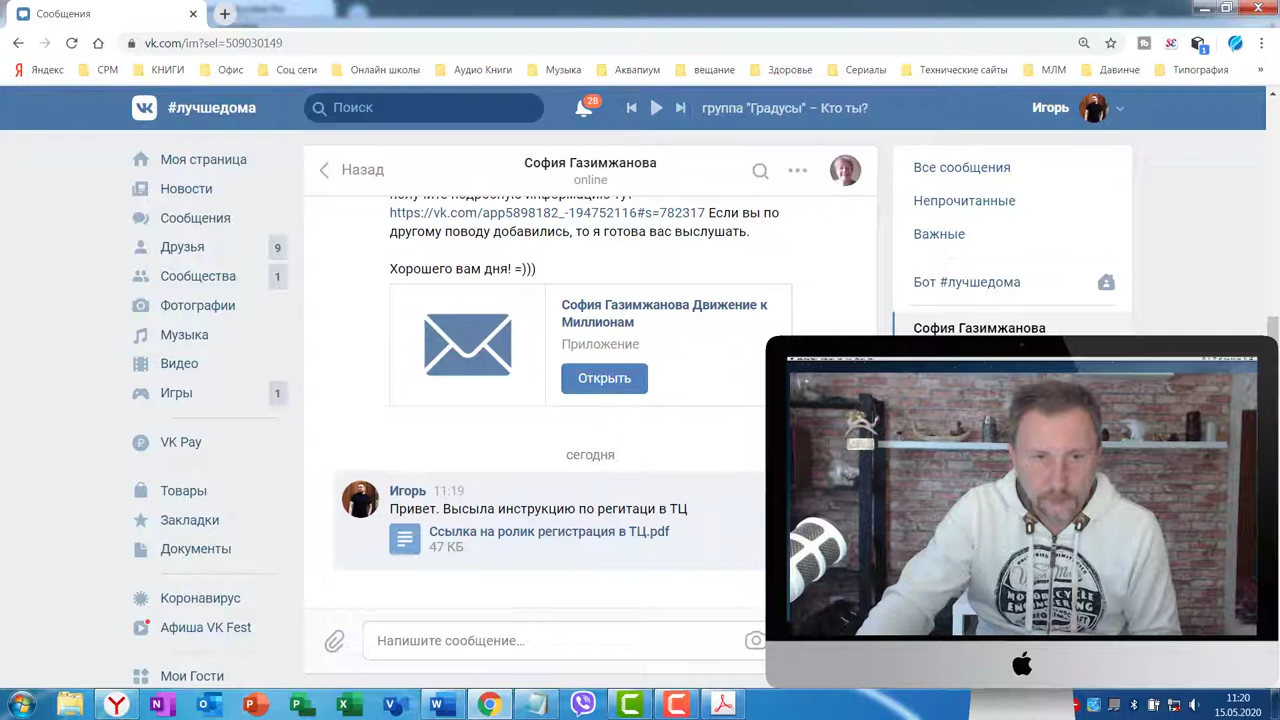 Сообщения
vk.com/im?sel=509030149
Яндекс
СРМ
КНИГИ
Офис
Соц сети
Онлайн школы
Аудио Книги
Музыка
Аквапиум
вещание
Здоровье
Сериалы
Технические сайты
МЛМ
Давинче
Типография
»
#лучшедома
Поиск
28
группа "Градусы" – Кто ты?
Игорь
Моя страница
Новости
Сообщения
Друзья
9
Сообщества
1
Фотографии
Музыка
Видео
Игры
1
VK Pay
Товары
Закладки
Документы
Коронавирус
Афиша VK Fest
Мои Гости
Назад
София Газимжанова
online
https://vk.com/app5898182_-194752116#s=782317 Если вы по
другому поводу добавились, то я готова вас выслушать.
Хорошего вам дня! =)))
София Газимжанова Движение к
Миллионам
Приложение
Открыть
сегодня
Игорь 11:19
Привет. Высыла инструкцию по регитаци в ТЦ
Ссылка на ролик регистрация в ТЦ.pdf
47 КБ
Напишите сообщение...
Все сообщения
Непрочитанные
Важные
Бот #лучшедома
София Газимжанова
MOTORCYCLE
ENGINEERING
11:20
15.05.2020